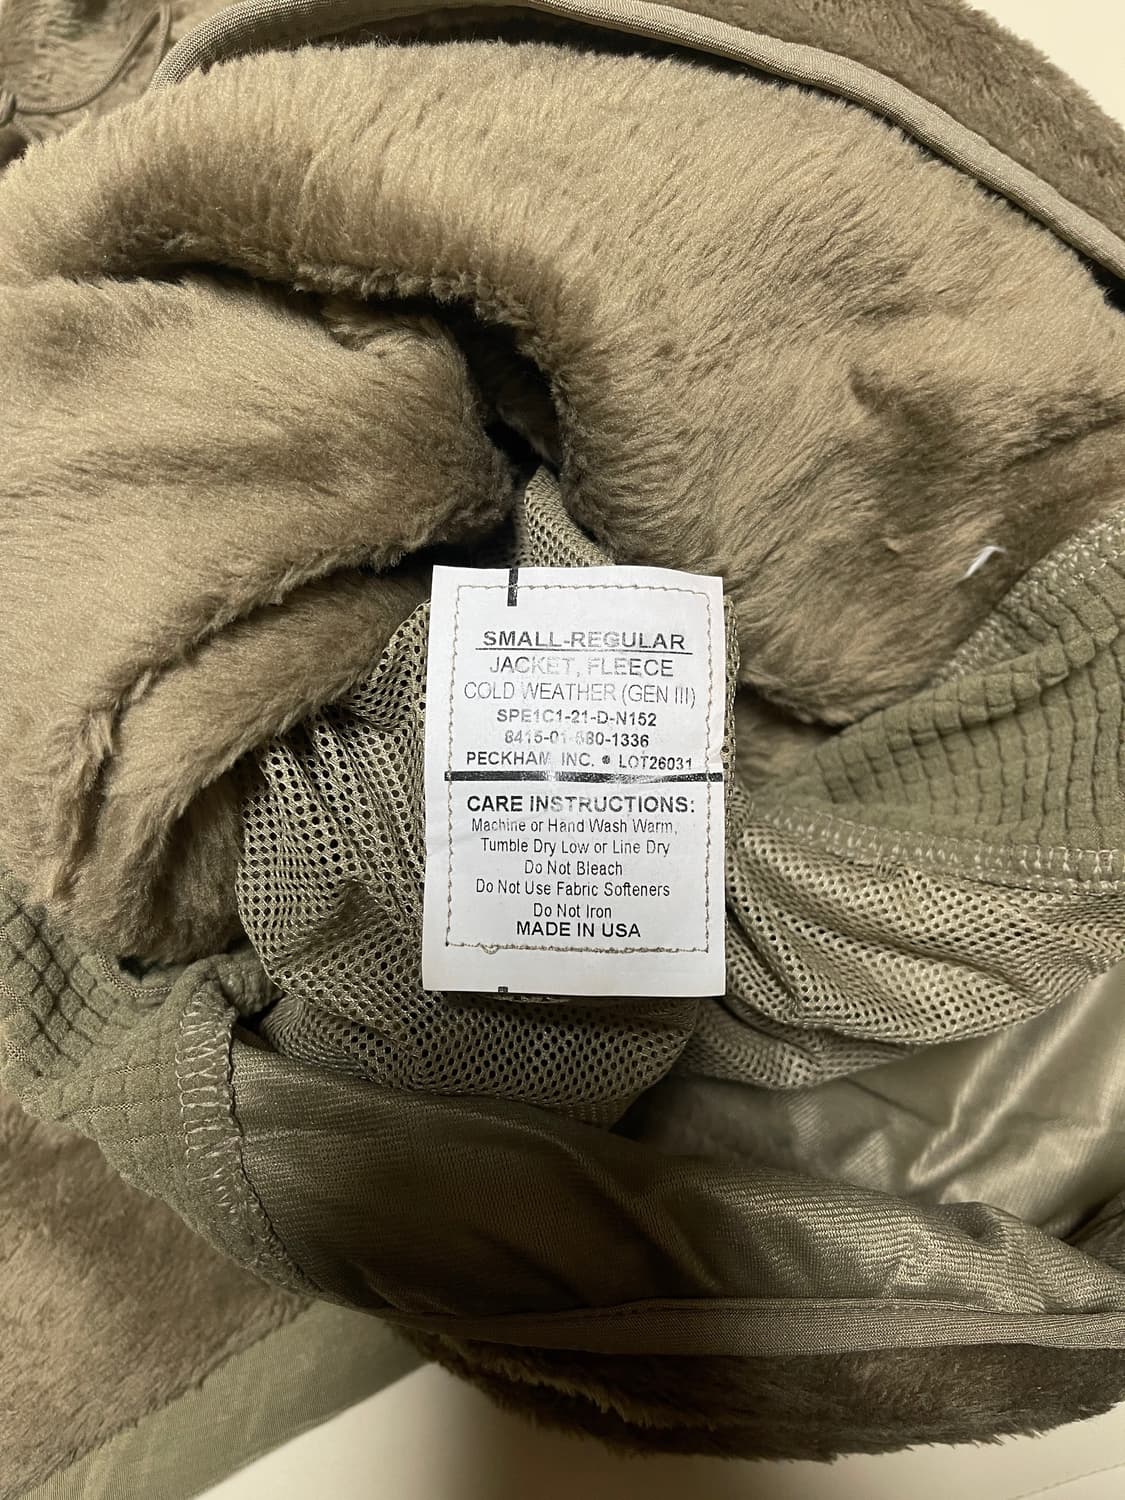 SMALL-REGULAR
JACKET, FLEECE
COLD WEATHER (GEN III)
SPE1C1-21-D-N152
8415-01-580-1336
PECKHAM INC. • LOT26031
CARE INSTRUCTIONS:
Machine or Hand Wash Warm,
Tumble Dry Low or Line Dry
Do Not Bleach
Do Not Use Fabric Softeners
Do Not Iron
MADE IN USA